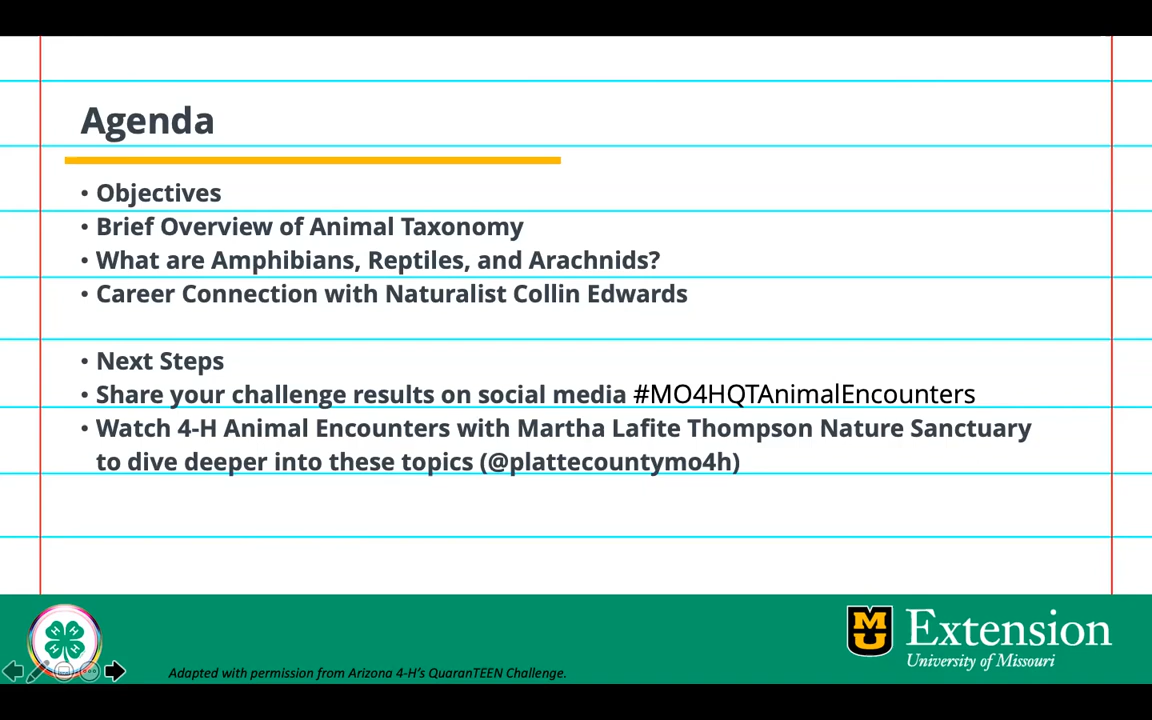 Agenda
• Objectives
• Brief Overview of Animal Taxonomy
• What are Amphibians, Reptiles, and Arachnids?
• Career Connection with Naturalist Collin Edwards
• Next Steps
• Share your challenge results on social media #MO4HQTAnimalEncounters
• Watch 4-H Animal Encounters with Martha Lafite Thompson Nature Sanctuary
to dive deeper into these topics (@plattecountymo4h)
H H H H
Adapted with permission from Arizona 4-H’s QuaranTEEN Challenge.
MU
Extension
University of Missouri